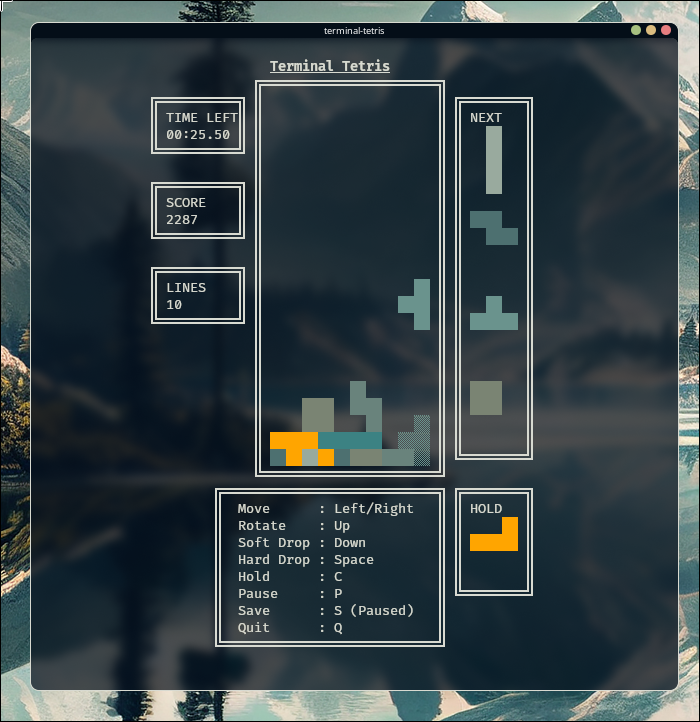 terminal-tetris
Terminal Tetris
TIME LEFT
00:25.50
SCORE
2287
LINES
10
NEXT
Move : Left/Right
Rotate : Up
Soft Drop : Down
Hard Drop : Space
Hold : C
Pause : P
Save : S (Paused)
Quit : Q
HOLD